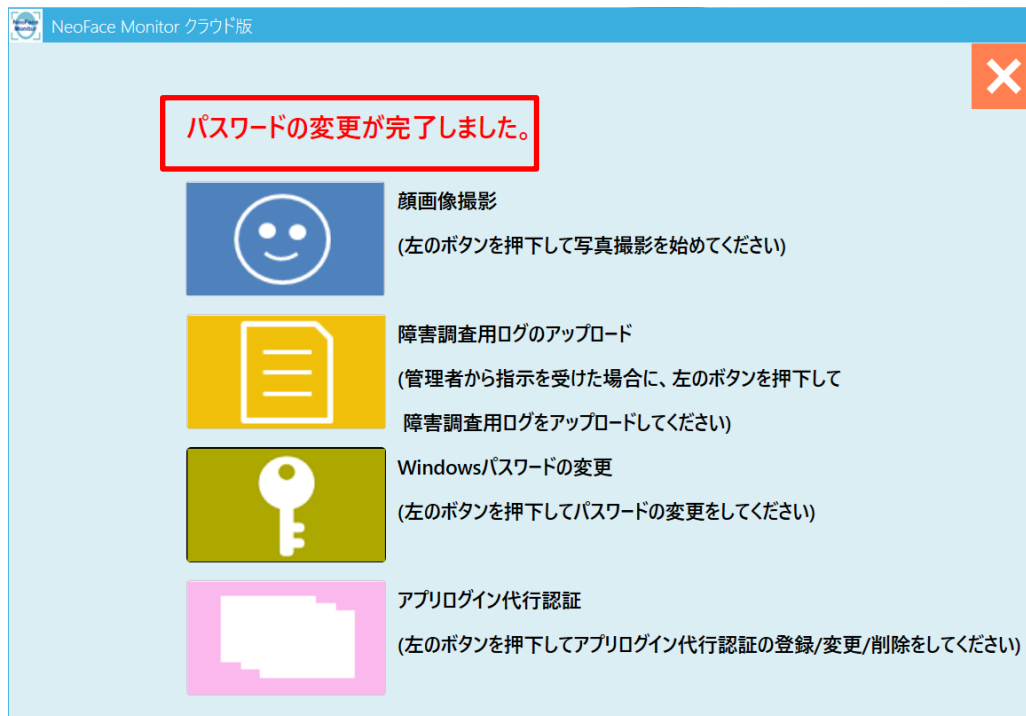 NeoFace Monitor
NeoFace Monitor クラウド版
パスワードの変更が完了しました。
顔画像撮影
(左のボタンを押下して写真撮影を始めてください)
障害調査用ログのアップロード
(管理者から指示を受けた場合に、左のボタンを押下して
障害調査用ログをアップロードしてください)
Windowsパスワードの変更
(左のボタンを押下してパスワードの変更をしてください)
アプリログイン代行認証
(左のボタンを押下してアプリログイン代行認証の登録/変更/削除をしてください)